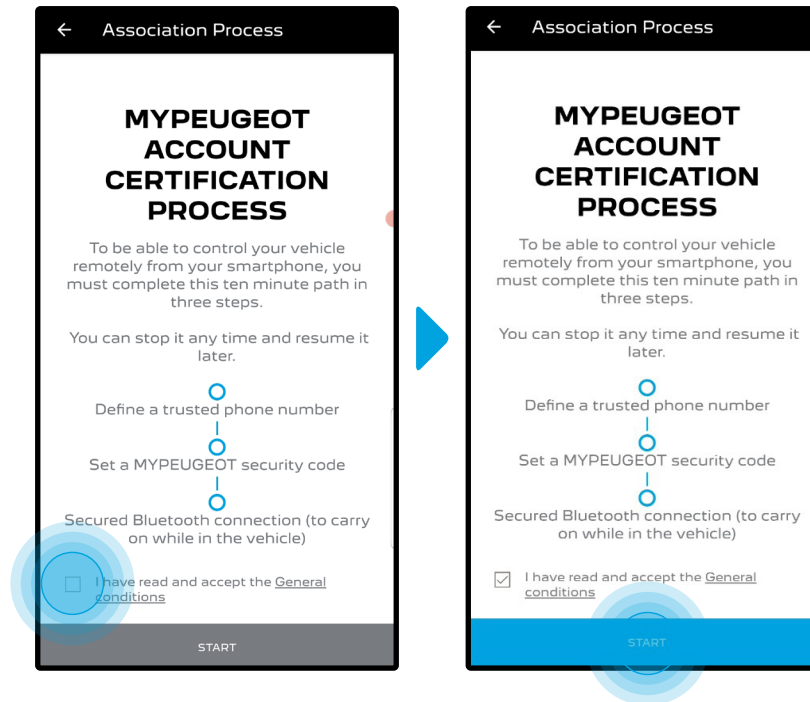 Association Process
MYPEUGEOT
ACCOUNT
CERTIFICATION
PROCESS
To be able to control your vehicle
remotely from your smartphone, you
must complete this ten minute path in
three steps.
You can stop it any time and resume it
later.
Define a trusted phone number
Set a MYPEUGEOT security code
Secured Bluetooth connection (to carry
on while in the vehicle)
I have read and accept the General
conditions
START
Association Process
MYPEUGEOT
ACCOUNT
CERTIFICATION
PROCESS
To be able to control your vehicle
remotely from your smartphone, you
must complete this ten minute path in
three steps.
You can stop it any time and resume it
later.
Define a trusted phone number
Set a MYPEUGEOT security code
Secured Bluetooth connection (to carry
on while in the vehicle)
I have read and accept the General
conditions
START